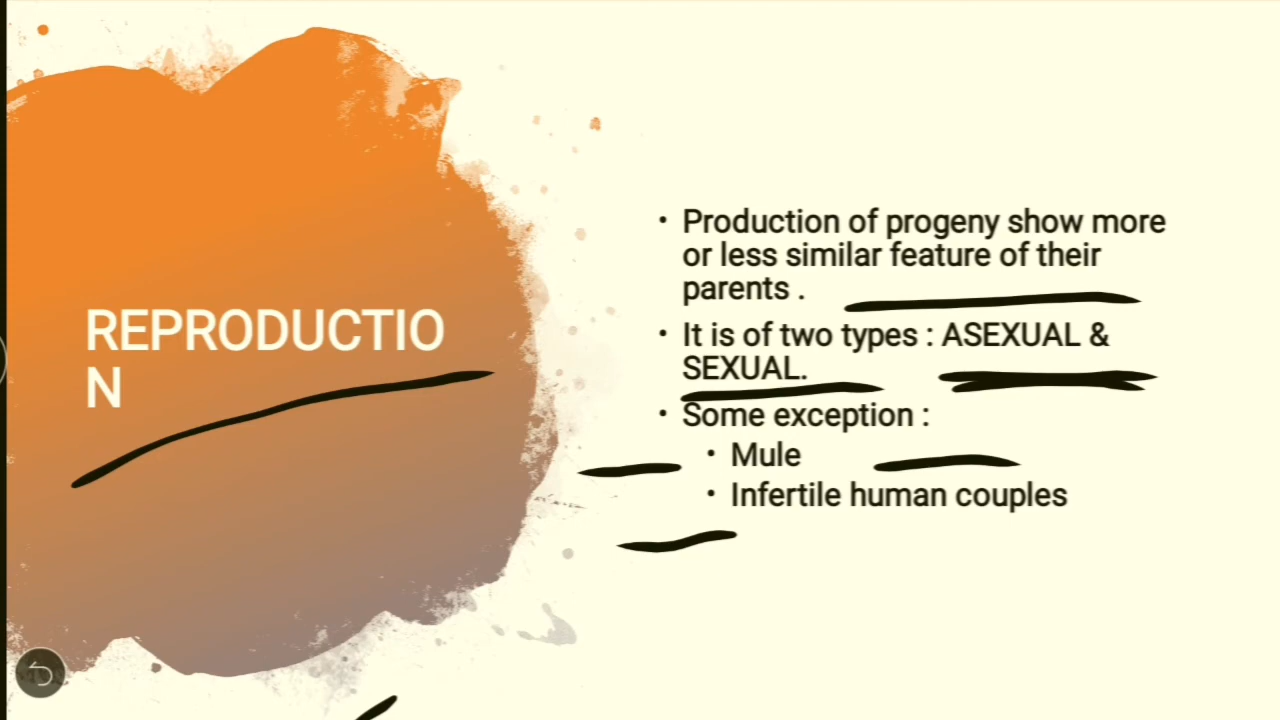 REPRODUCTIO
N
• Production of progeny show more
or less similar feature of their
parents .
• It is of two types : ASEXUAL &
SEXUAL.
• Some exception :
• Mule
• Infertile human couples